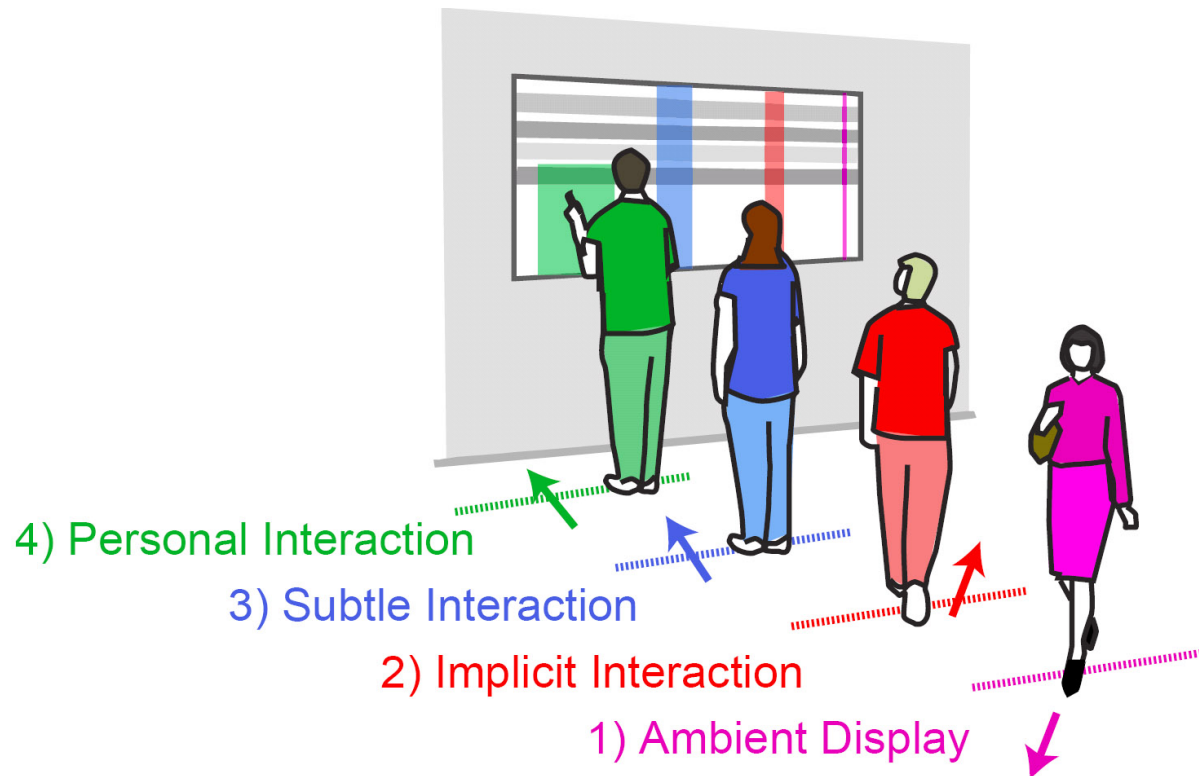 4) Personal Interaction
3) Subtle Interaction
2) Implicit Interaction
1) Ambient Display